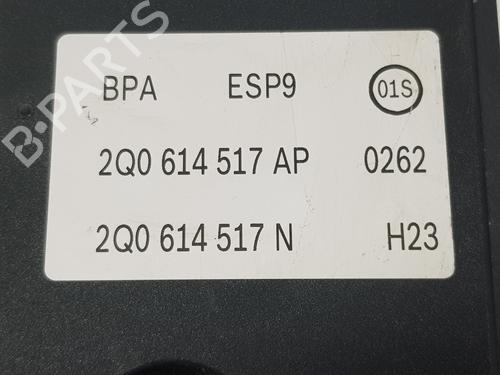 B-PARTS
BPA ESP9 01S
2Q0 614 517 AP 0262
2Q0 614 517 N H23